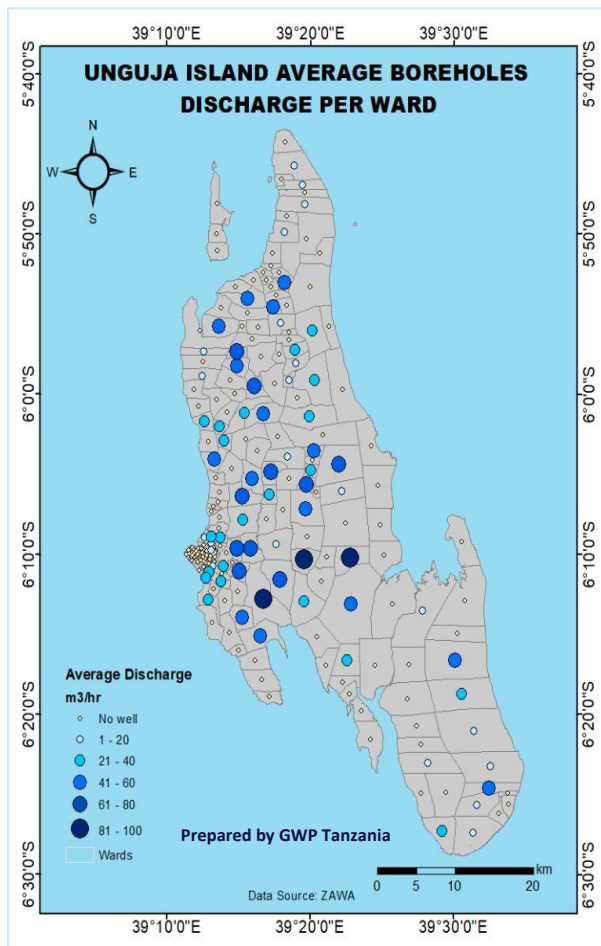 39°10'0"E 39°20'0"E 39°30'0"E
UNGUJA ISLAND AVERAGE BOREHOLES
DISCHARGE PER WARD
5°40'0"S 5°40'0"S
N
W E
S
5°50'0"S 5°50'0"S
6°0'0"S 6°0'0"S
6°10'0"S 6°10'0"S
6°20'0"S 6°20'0"S
6°30'0"S 6°30'0"S
Average Discharge
m3/hr
No well
1 - 20
21 - 40
41 - 60
61 - 80
81 - 100
Wards
Prepared by GWP Tanzania
km
0 5 10 20
Data Source: ZAWA
39°10'0"E 39°20'0"E 39°30'0"E